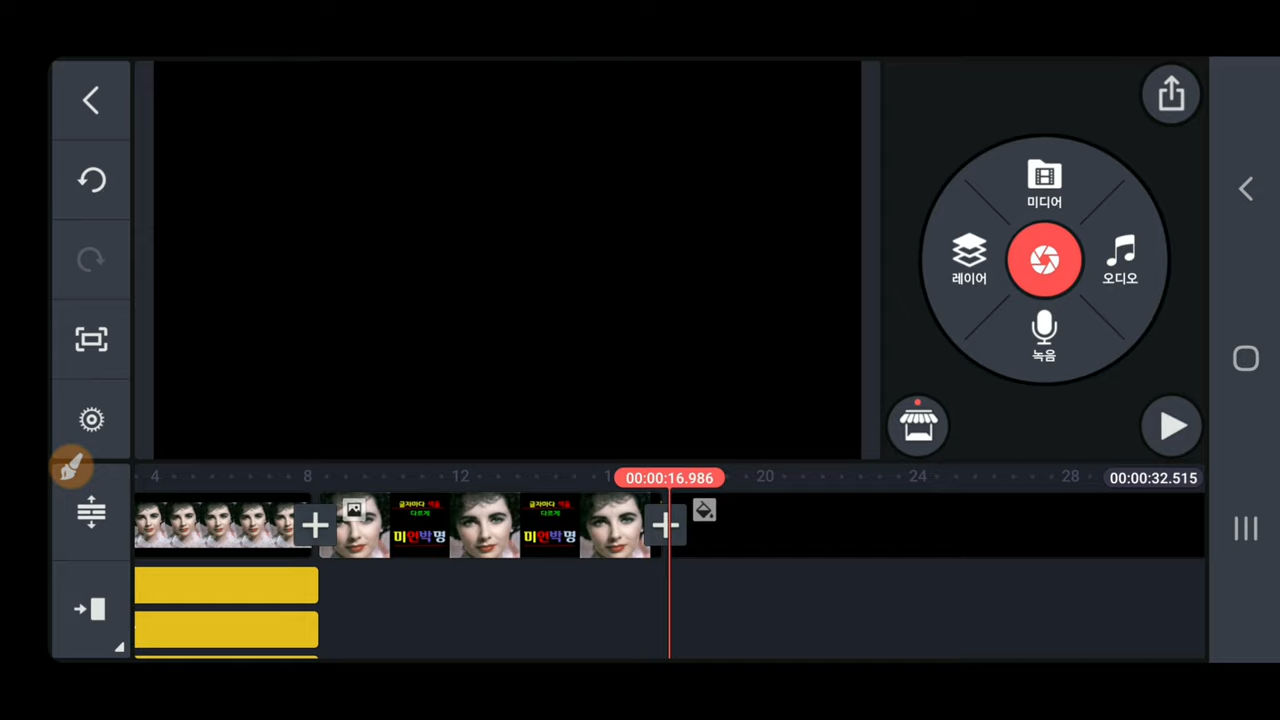 미디어
레이어
오디오
녹음
4
8
12
00:00:16.986
20
24
28
00:00:32.515
글자마다 색을
다르게
미인박명
글자마다 색을
다르게
미인박명